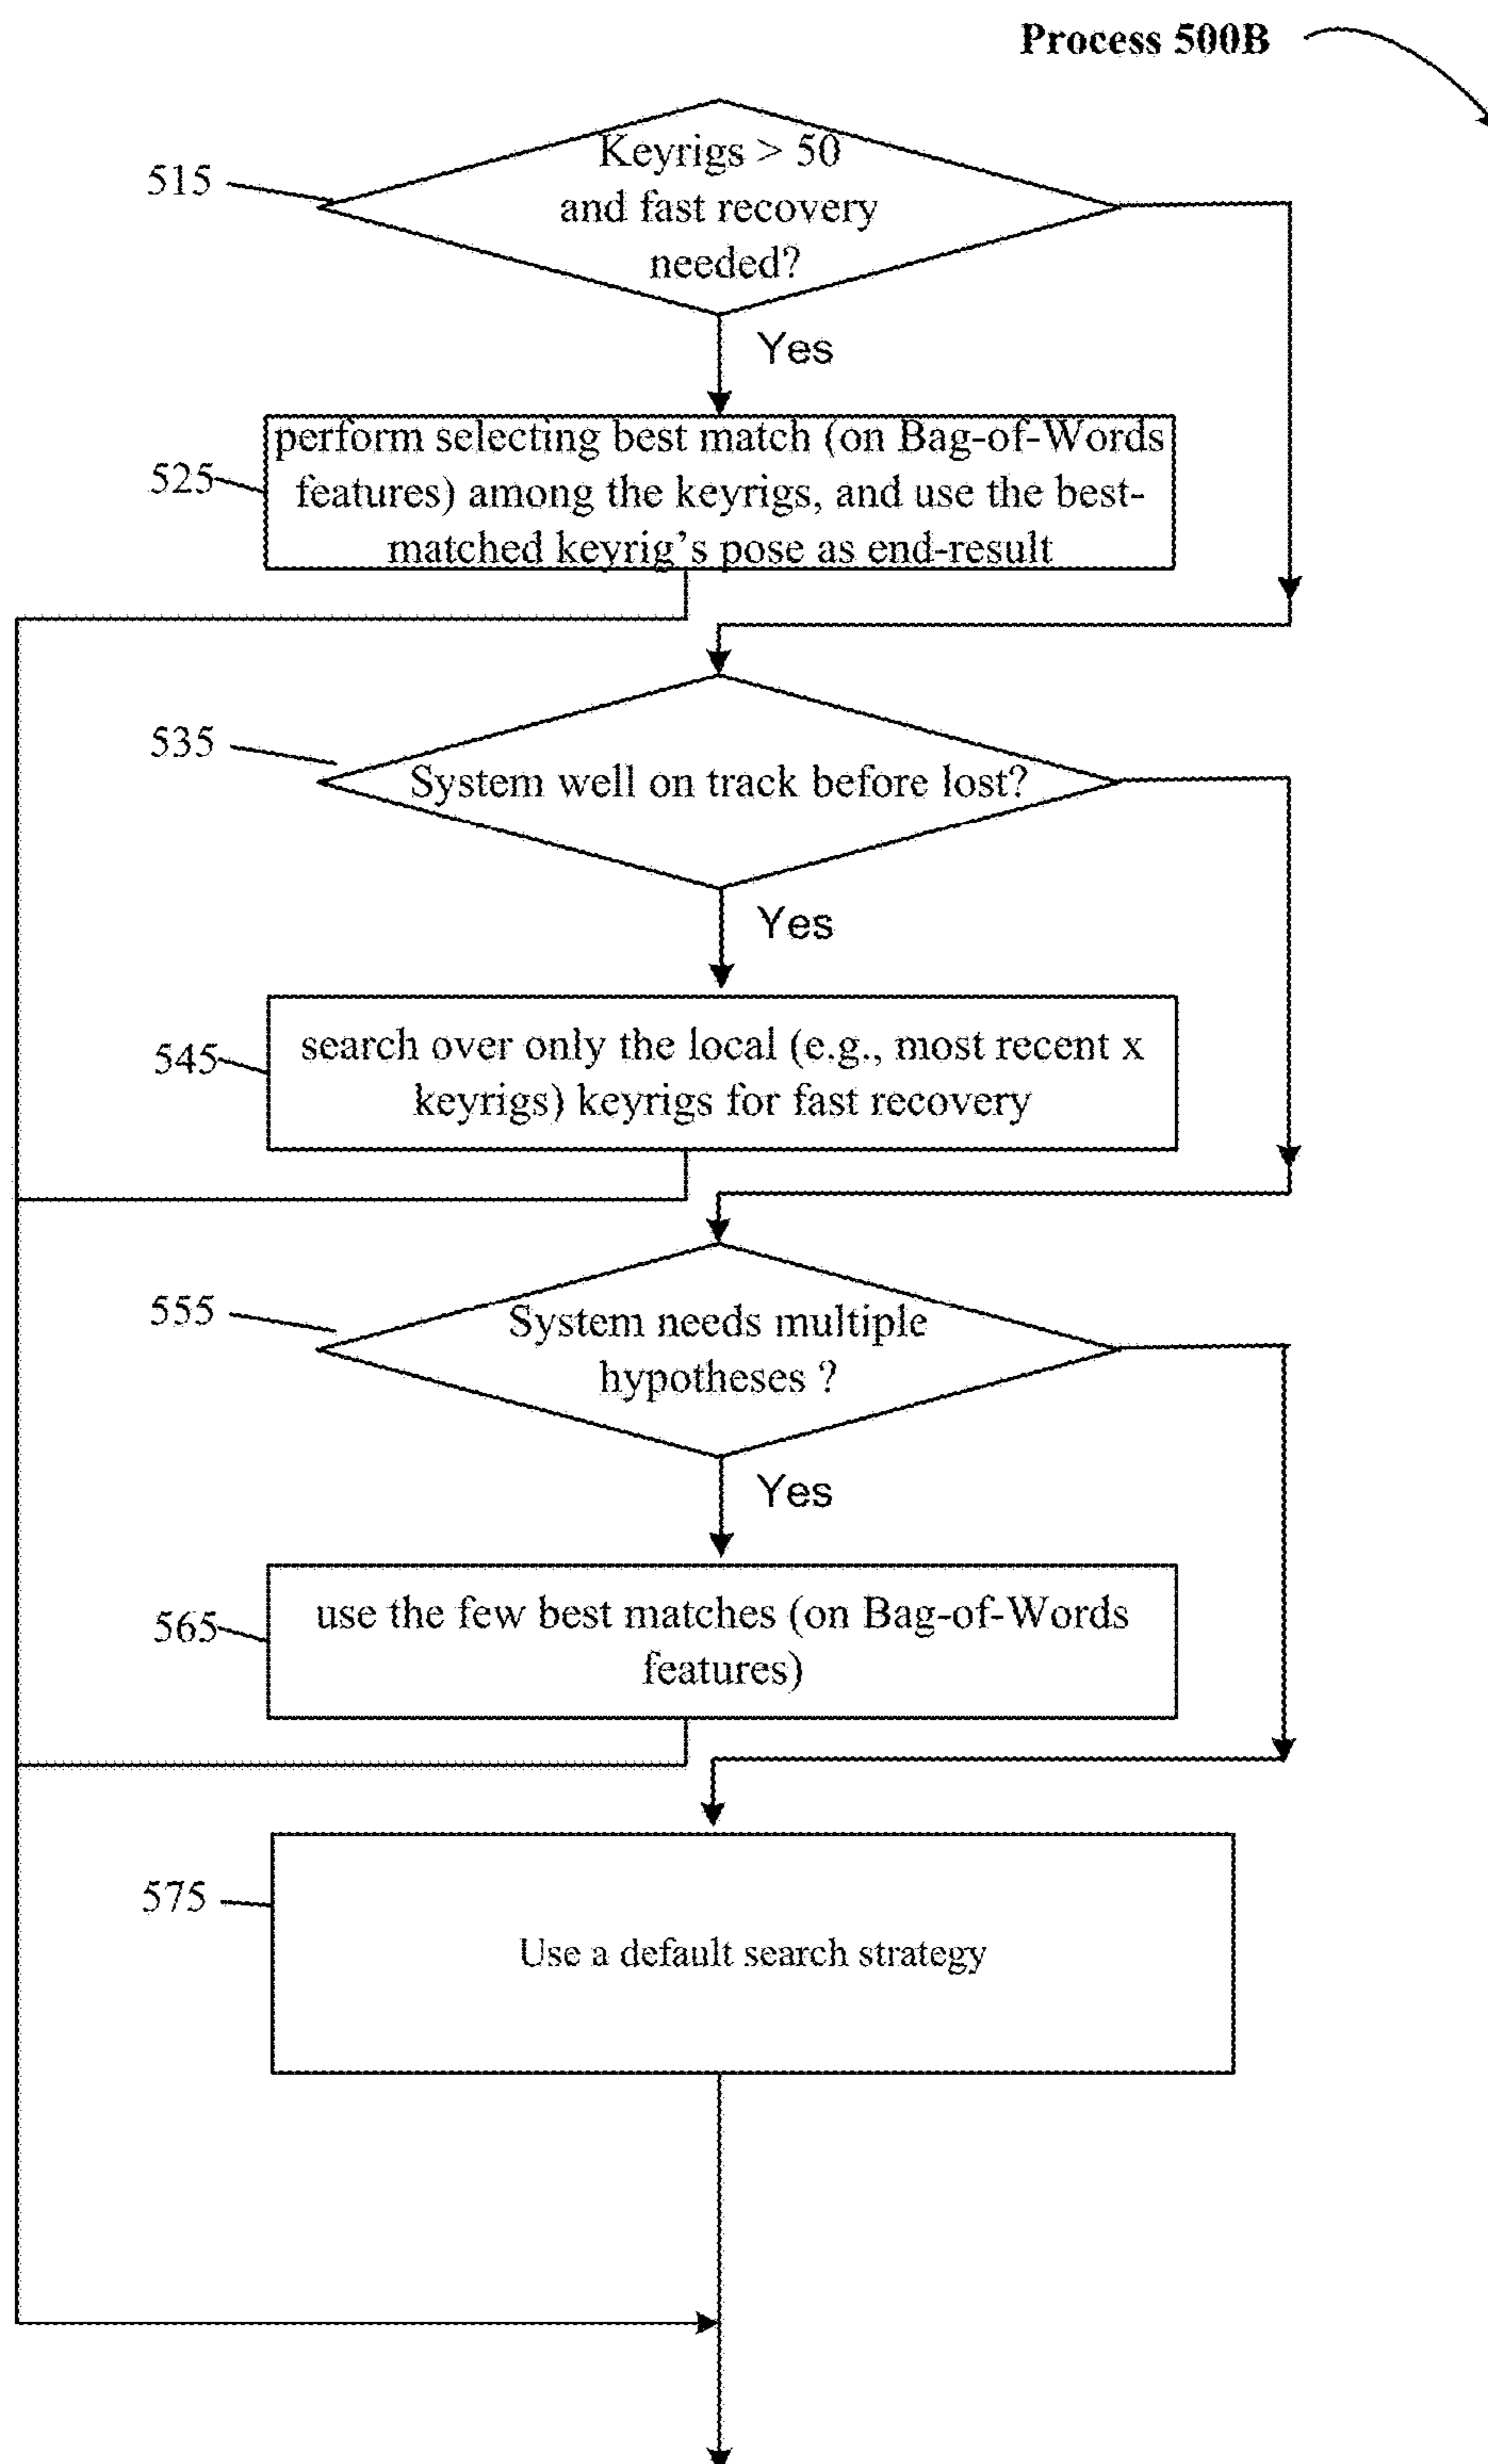 Process 500B
515
Keyrigs > 50
and fast recovery
needed?
Yes
525
perform selecting best match (on Bag-of-Words
features) among the keyrigs, and use the best-
matched keyrig's pose as end-result
535
System well on track before lost?
Yes
545
search over only the local (e.g., most recent x
keyrigs) keyrigs for fast recovery
555
System needs multiple
hypotheses ?
Yes
565
use the few best matches (on Bag-of-Words
features)
575
Use a default search strategy